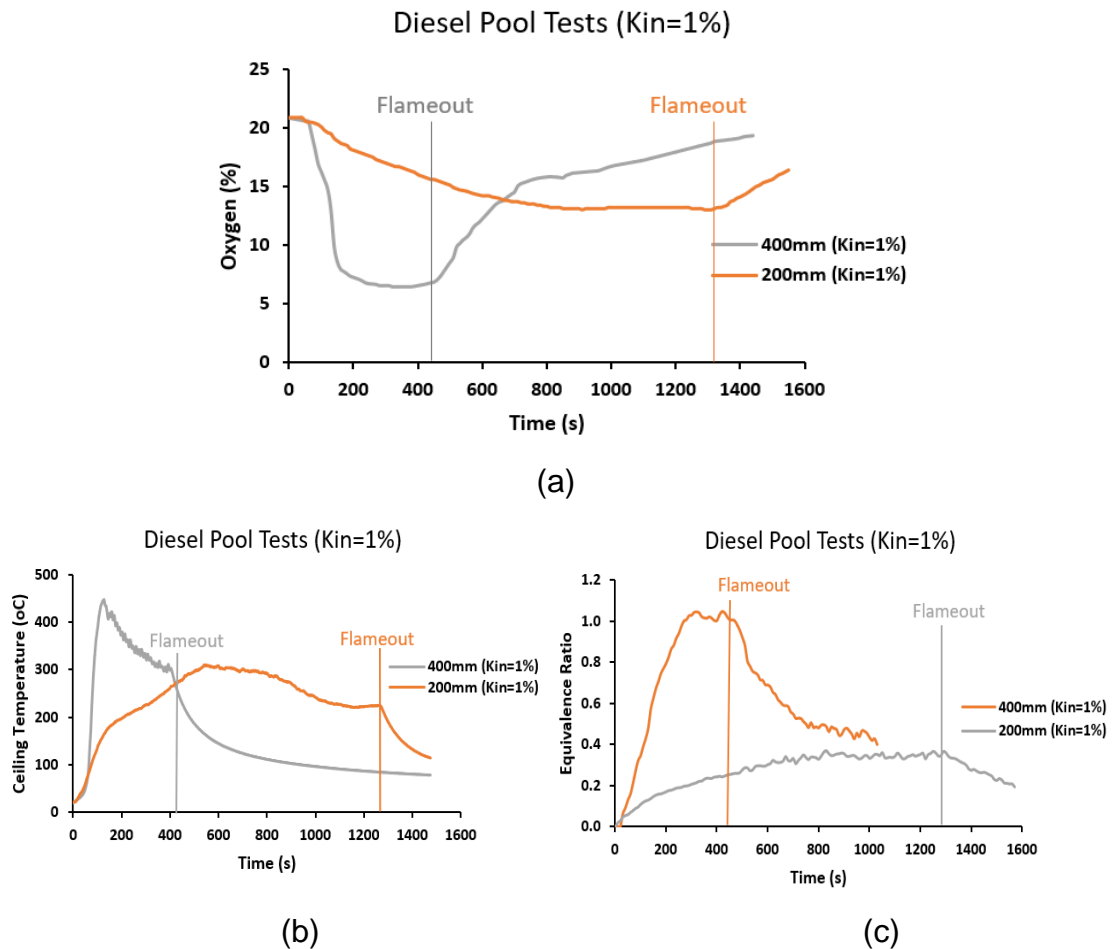 Diesel Pool Tests (Kin=1%)
25
20
15
10
5
0
Oxygen (%)
Flameout
Flameout
400mm (Kin=1%)
200mm (Kin=1%)
0 200 400 600 800 1000 1200 1400 1600
Time (s)
(a)
Diesel Pool Tests (Kin=1%)
500
400
300
200
100
0
Ceilling Temperature (oC)
Flameout
Flameout
400mm (Kin=1%)
200mm (Kin=1%)
0 200 400 600 800 1000 1200 1400 1600
Time (s)
(b)
Diesel Pool Tests (Kin=1%)
1.2
1.0
0.8
0.6
0.4
0.2
0.0
Equivalence Ratio
Flameout
Flameout
400mm (Kin=1%)
200mm (Kin=1%)
0 200 400 600 800 1000 1200 1400 1600
Time (s)
(c)